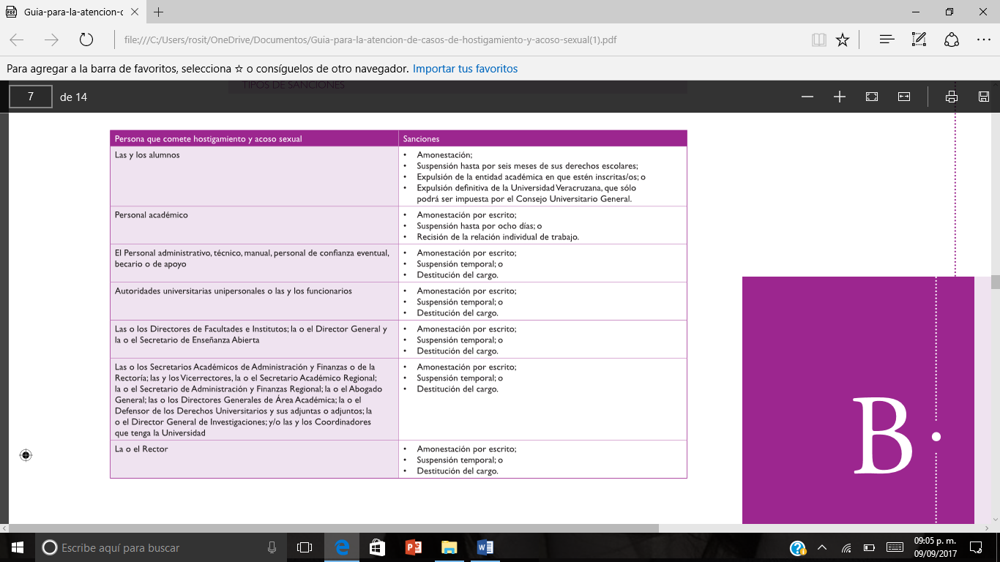 Guia-para-la-atencion-c
file:///C:/Users/rosit/OneDrive/Documentos/Guia-para-la-atencion-de-casos-de-hostigamiento-y-acoso-sexual(1).pdf
Para agregar a la barra de favoritos, selecciona ☆ o consíguelos de otro navegador. Importar tus favoritos
TIPOS DE SANCIONES
7 de 14
Persona que comete hostigamiento y acoso sexual
Sanciones
Las y los alumnos
• Amonestación;
• Suspensión hasta por seis meses de sus derechos escolares;
• Expulsión de la entidad académica en que estén inscritas/os; o
• Expulsión definitiva de la Universidad Veracruzana, que sólo
podrá ser impuesta por el Consejo Universitario General.
Personal académico
• Amonestación por escrito;
• Suspensión hasta por ocho días; o
• Recisión de la relación individual de trabajo.
El Personal administrativo, técnico, manual, personal de confianza eventual,
becario o de apoyo
• Amonestación por escrito;
• Suspensión temporal; o
• Destitución del cargo.
Autoridades universitarias unipersonales o las y los funcionarios
• Amonestación por escrito;
• Suspensión temporal; o
• Destitución del cargo.
Las o los Directores de Facultades e Institutos; la o el Director General y
la o el Secretario de Enseñanza Abierta
• Amonestación por escrito;
• Suspensión temporal; o
• Destitución del cargo.
Las o los Secretarios Académicos de Administración y Finanzas o de la
Rectoría; las y los Vicerrectores, la o el Secretario Académico Regional;
la o el Secretario de Administración y Finanzas Regional; la o el Abogado
General; las o los Directores Generales de Área Académica; la o el
Defensor de los Derechos Universitarios y sus adjuntas o adjuntos; la
o el Director General de Investigaciones; y/o las y los Coordinadores
que tenga la Universidad
• Amonestación por escrito;
• Suspensión temporal; o
• Destitución del cargo.
La o el Rector
• Amonestación por escrito;
• Suspensión temporal; o
• Destitución del cargo.
B.
Escribe aquí para buscar
09:05 p. m.
09/09/2017